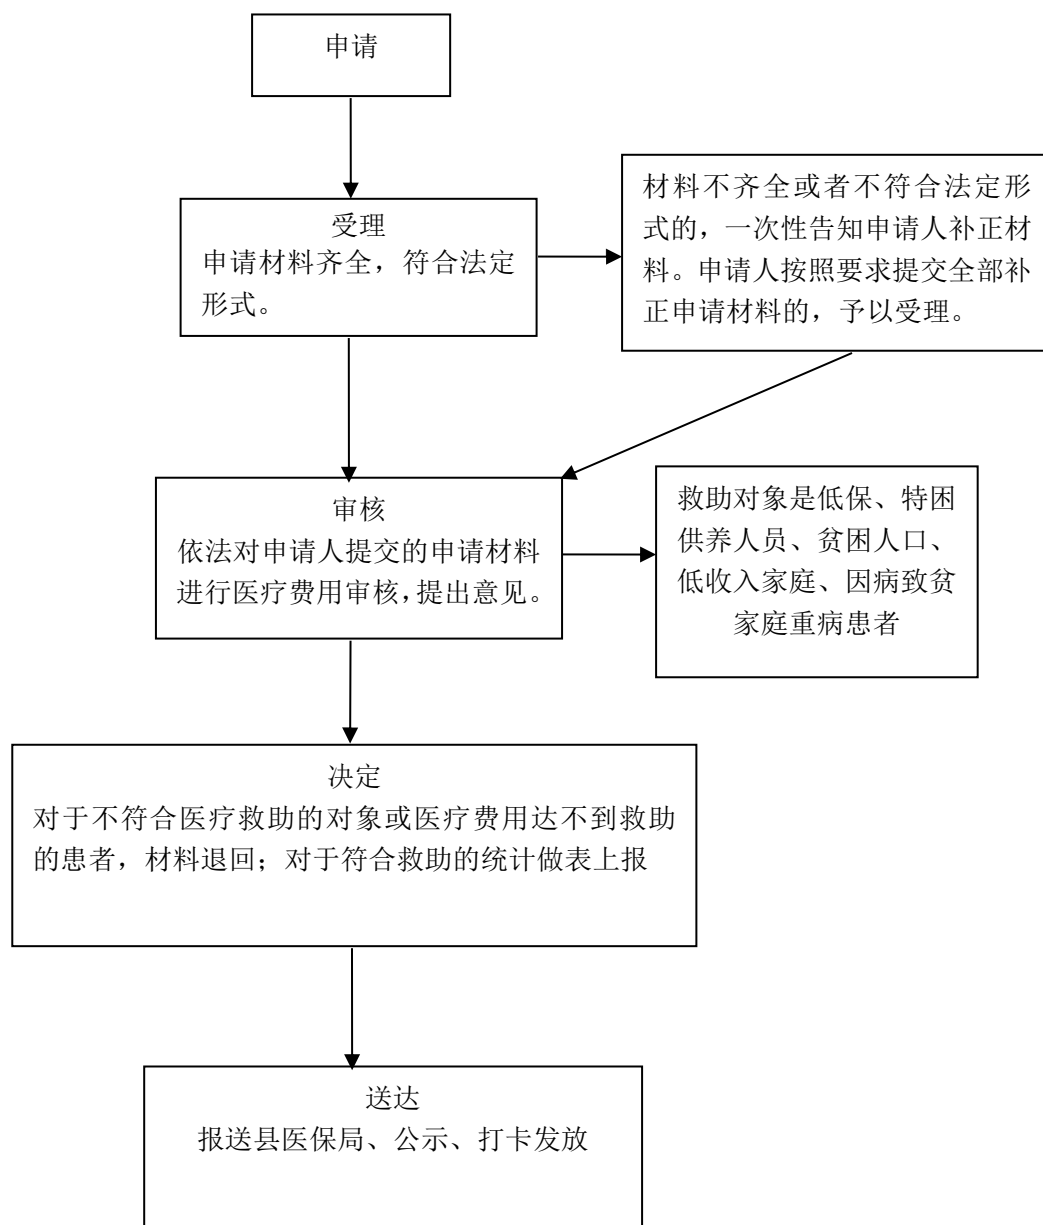 申请
受理
申请材料齐全，符合法定
形式。
材料不齐全或者不符合法定形
式的，一次性告知申请人补正材
料。申请人按照要求提交全部补
正申请材料的，予以受理。
审核
依法对申请人提交的申请材料
进行医疗费用审核，提出意见。
救助对象是低保、特困
供养人员、贫困人口、
低收入家庭、因病致贫
家庭重病患者
决定
对于不符合医疗救助的对象或医疗费用达不到救助
的患者，材料退回；对于符合救助的统计做表上报
送达
报送县医保局、公示、打卡发放